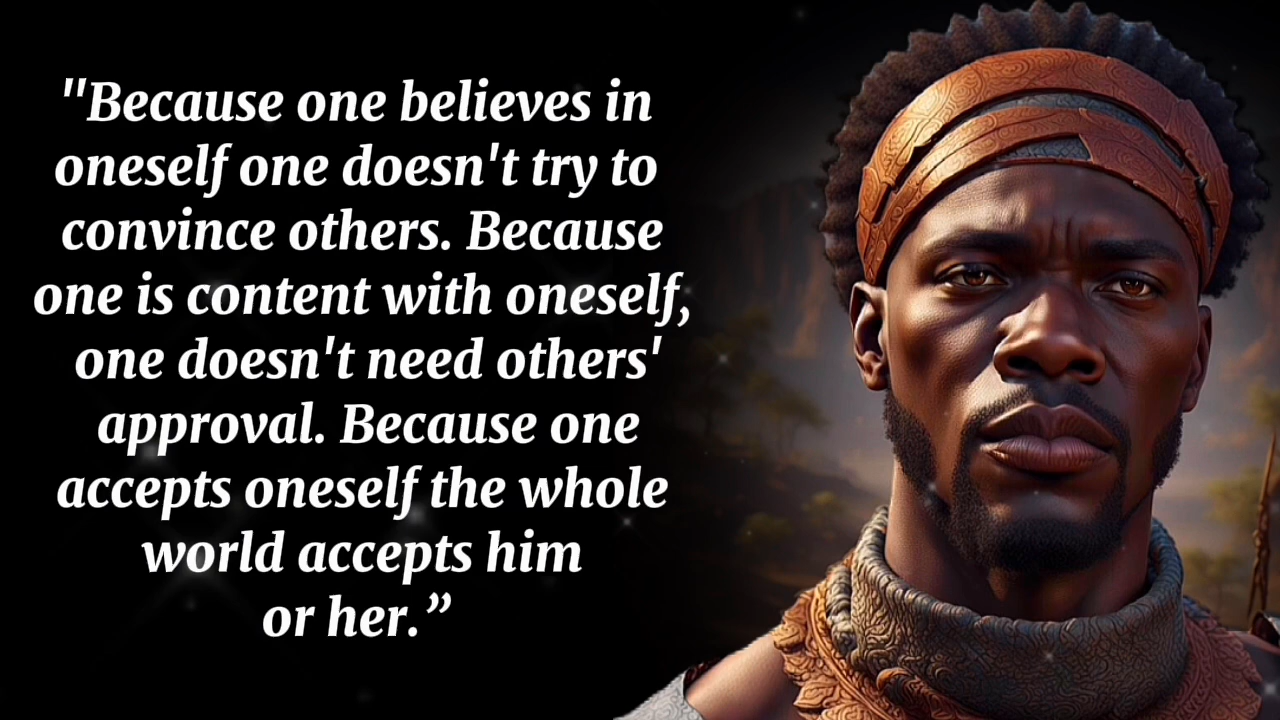 "Because one believes in
oneself one doesn't try to
convince others. Because
one is content with oneself,
one doesn't need others'
approval. Because one
accepts oneself the whole
world accepts him
or her.”